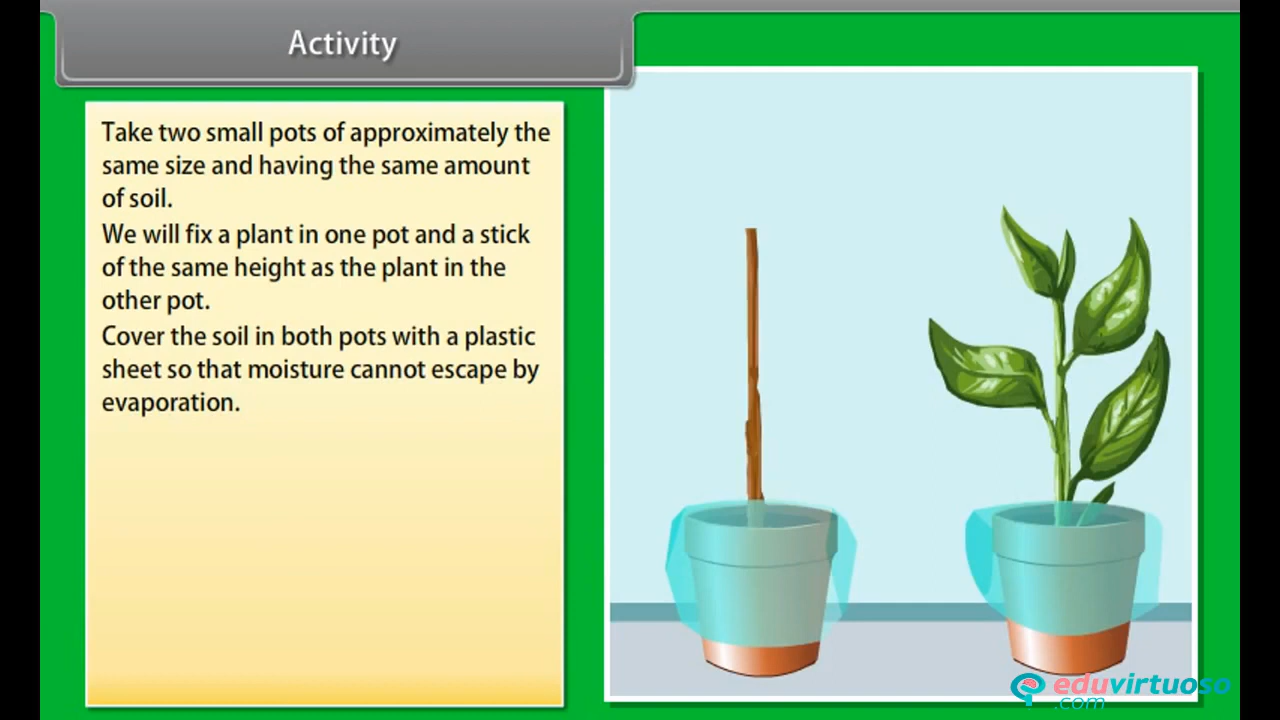 Activity
Take two small pots of approximately the
same size and having the same amount
of soil.
We will fix a plant in one pot and a stick
of the same height as the plant in the
other pot.
Cover the soil in both pots with a plastic
sheet so that moisture cannot escape by
evaporation.
eduvirtuoso
.com